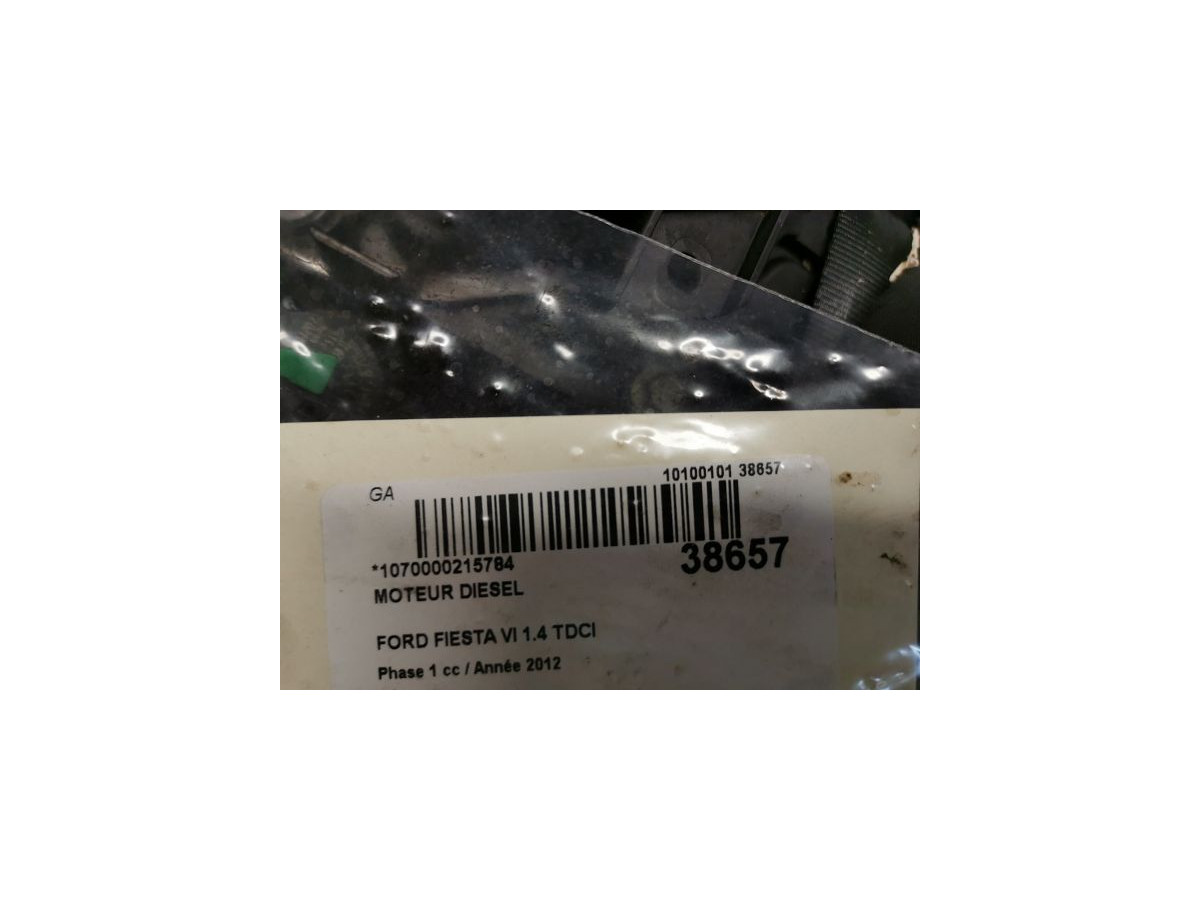 10100101 38657
GA
*1070000215784
38657
MOTEUR DIESEL
FORD FIESTA VI 1.4 TDCI
Phase 1 cc / Année 2012